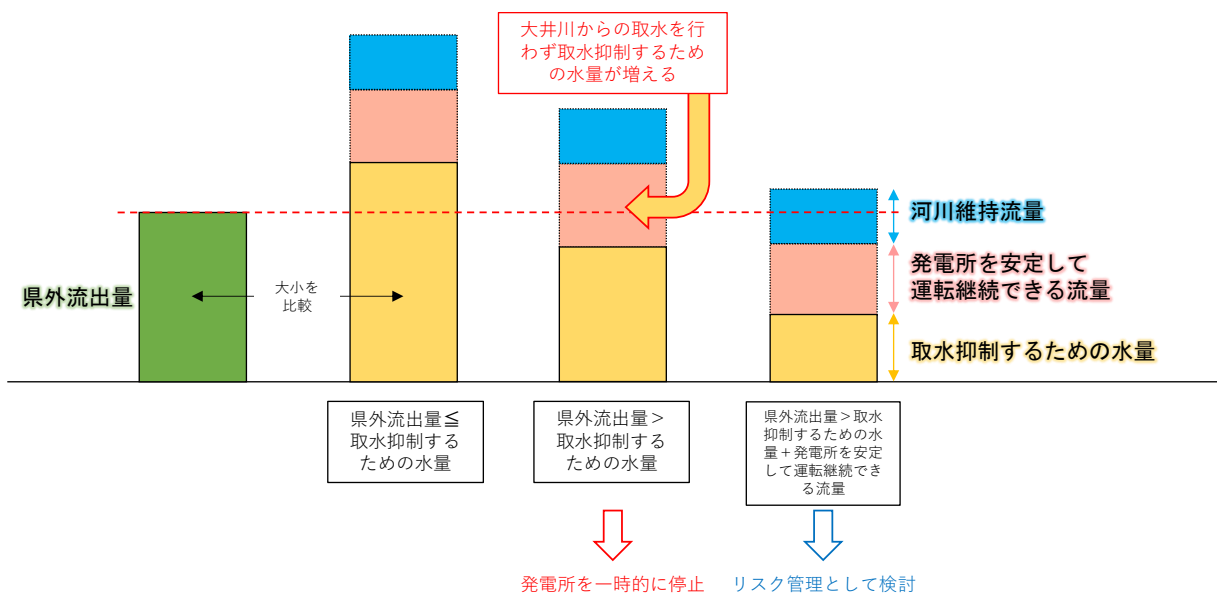 大井川からの取水を行
わず取水抑制するため
の水量が増える
河川維持流量
発電所を安定して
運転継続できる流量
県外流出量
大小を
比較
取水抑制するための水量
県外流出量≦
取水抑制する
ための水量
県外流出量＞
取水抑制する
ための水量
県外流出量＞取水
抑制するための水
量＋発電所を安定
して運転継続でき
る流量
発電所を一時的に停止
リスク管理として検討